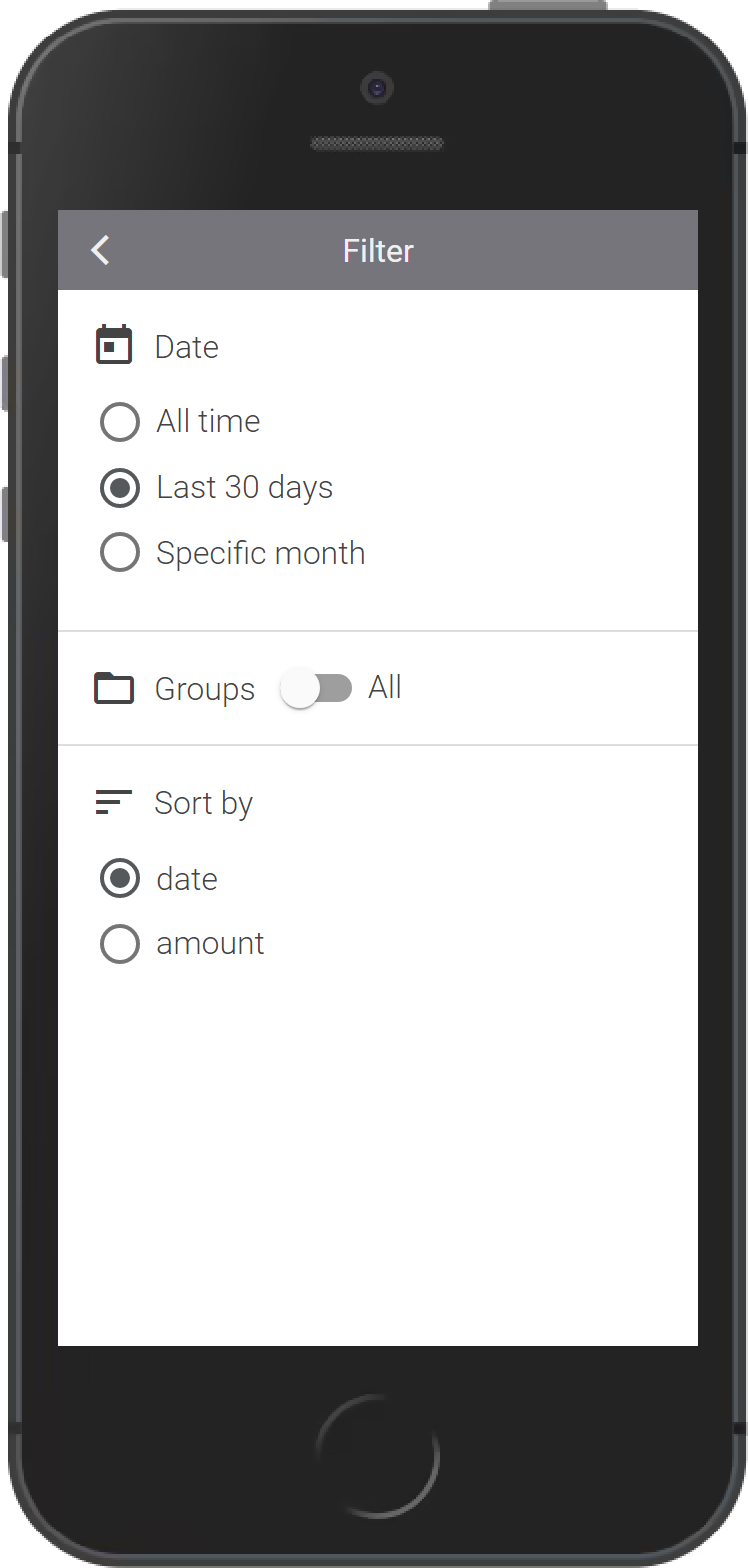 Filter
Date
All time
Last 30 days
Specific month
Groups All
Sort by
date
amount